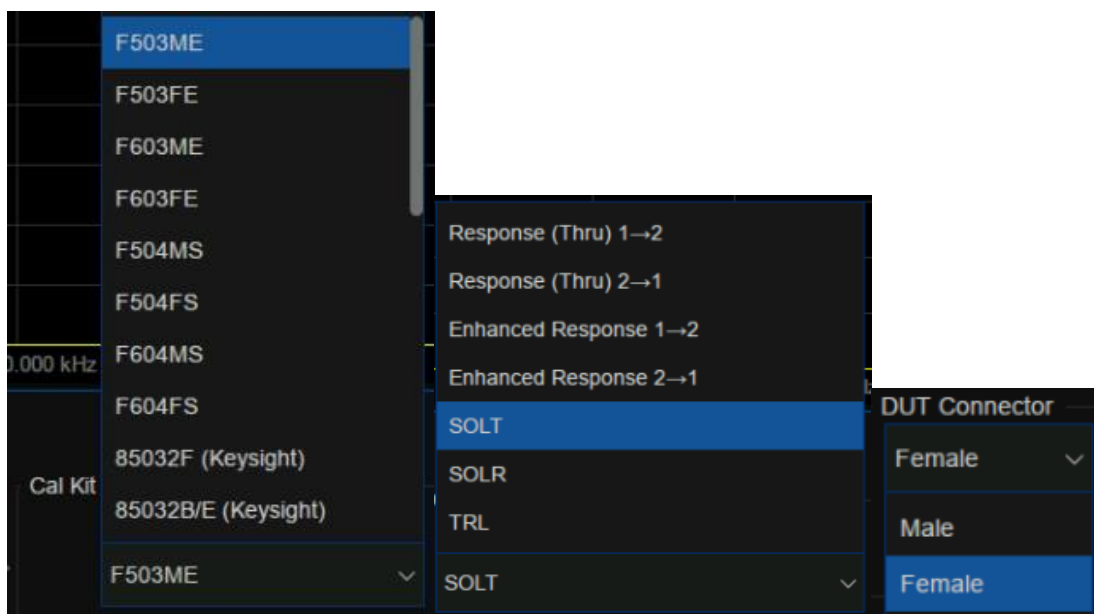 F503ME
F503FE
F603ME
F603FE
F504MS
F504FS
F604MS
F604FS
85032F (Keysight)
85032B/E (Keysight)
F503ME
0.000 kHz
Cal Kit
Response (Thru) 1→2
Response (Thru) 2→1
Enhanced Response 1→2
Enhanced Response 2→1
SOLT
SOLR
TRL
SOLT
DUT Connector
Female
Male
Female